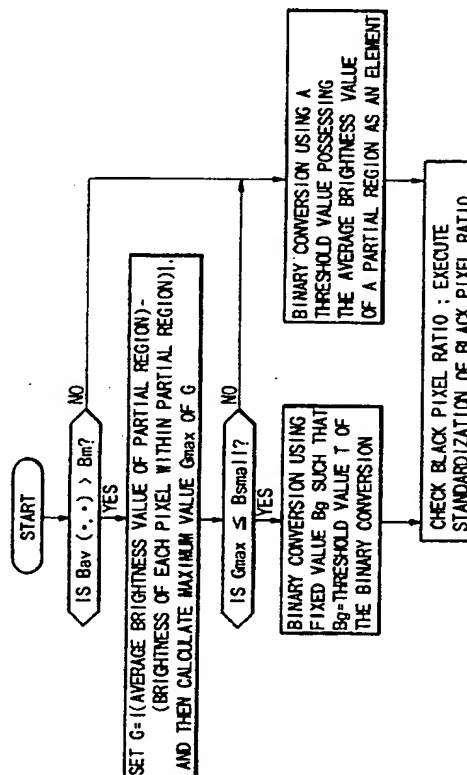 START
IS Bav (*,*) > Bm?
NO
YES
SET G=|(AVERAGE BRIGHTNESS VALUE OF PARTIAL REGION)-
(BRIGHTNESS OF EACH PIXEL WITHIN PARTIAL REGION)|.
AND THEN CALCULATE MAXIMUM VALUE Gmax OF G
IS Gmax ≤ Bsmall?
NO
YES
BINARY CONVERSION USING
FIXED VALUE Bg SUCH THAT
Bg=THRESHOLD VALUE T OF
THE BINARY CONVERSION
BINARY CONVERSION USING A
THRESHOLD VALUE POSSESSING
THE AVERAGE BRIGHTNESS VALUE
OF A PARTIAL REGION AS AN ELEMENT
CHECK BLACK PIXEL RATIO ; EXECUTE
STANDARDIZATION OF BLACK PIXEL RATIO